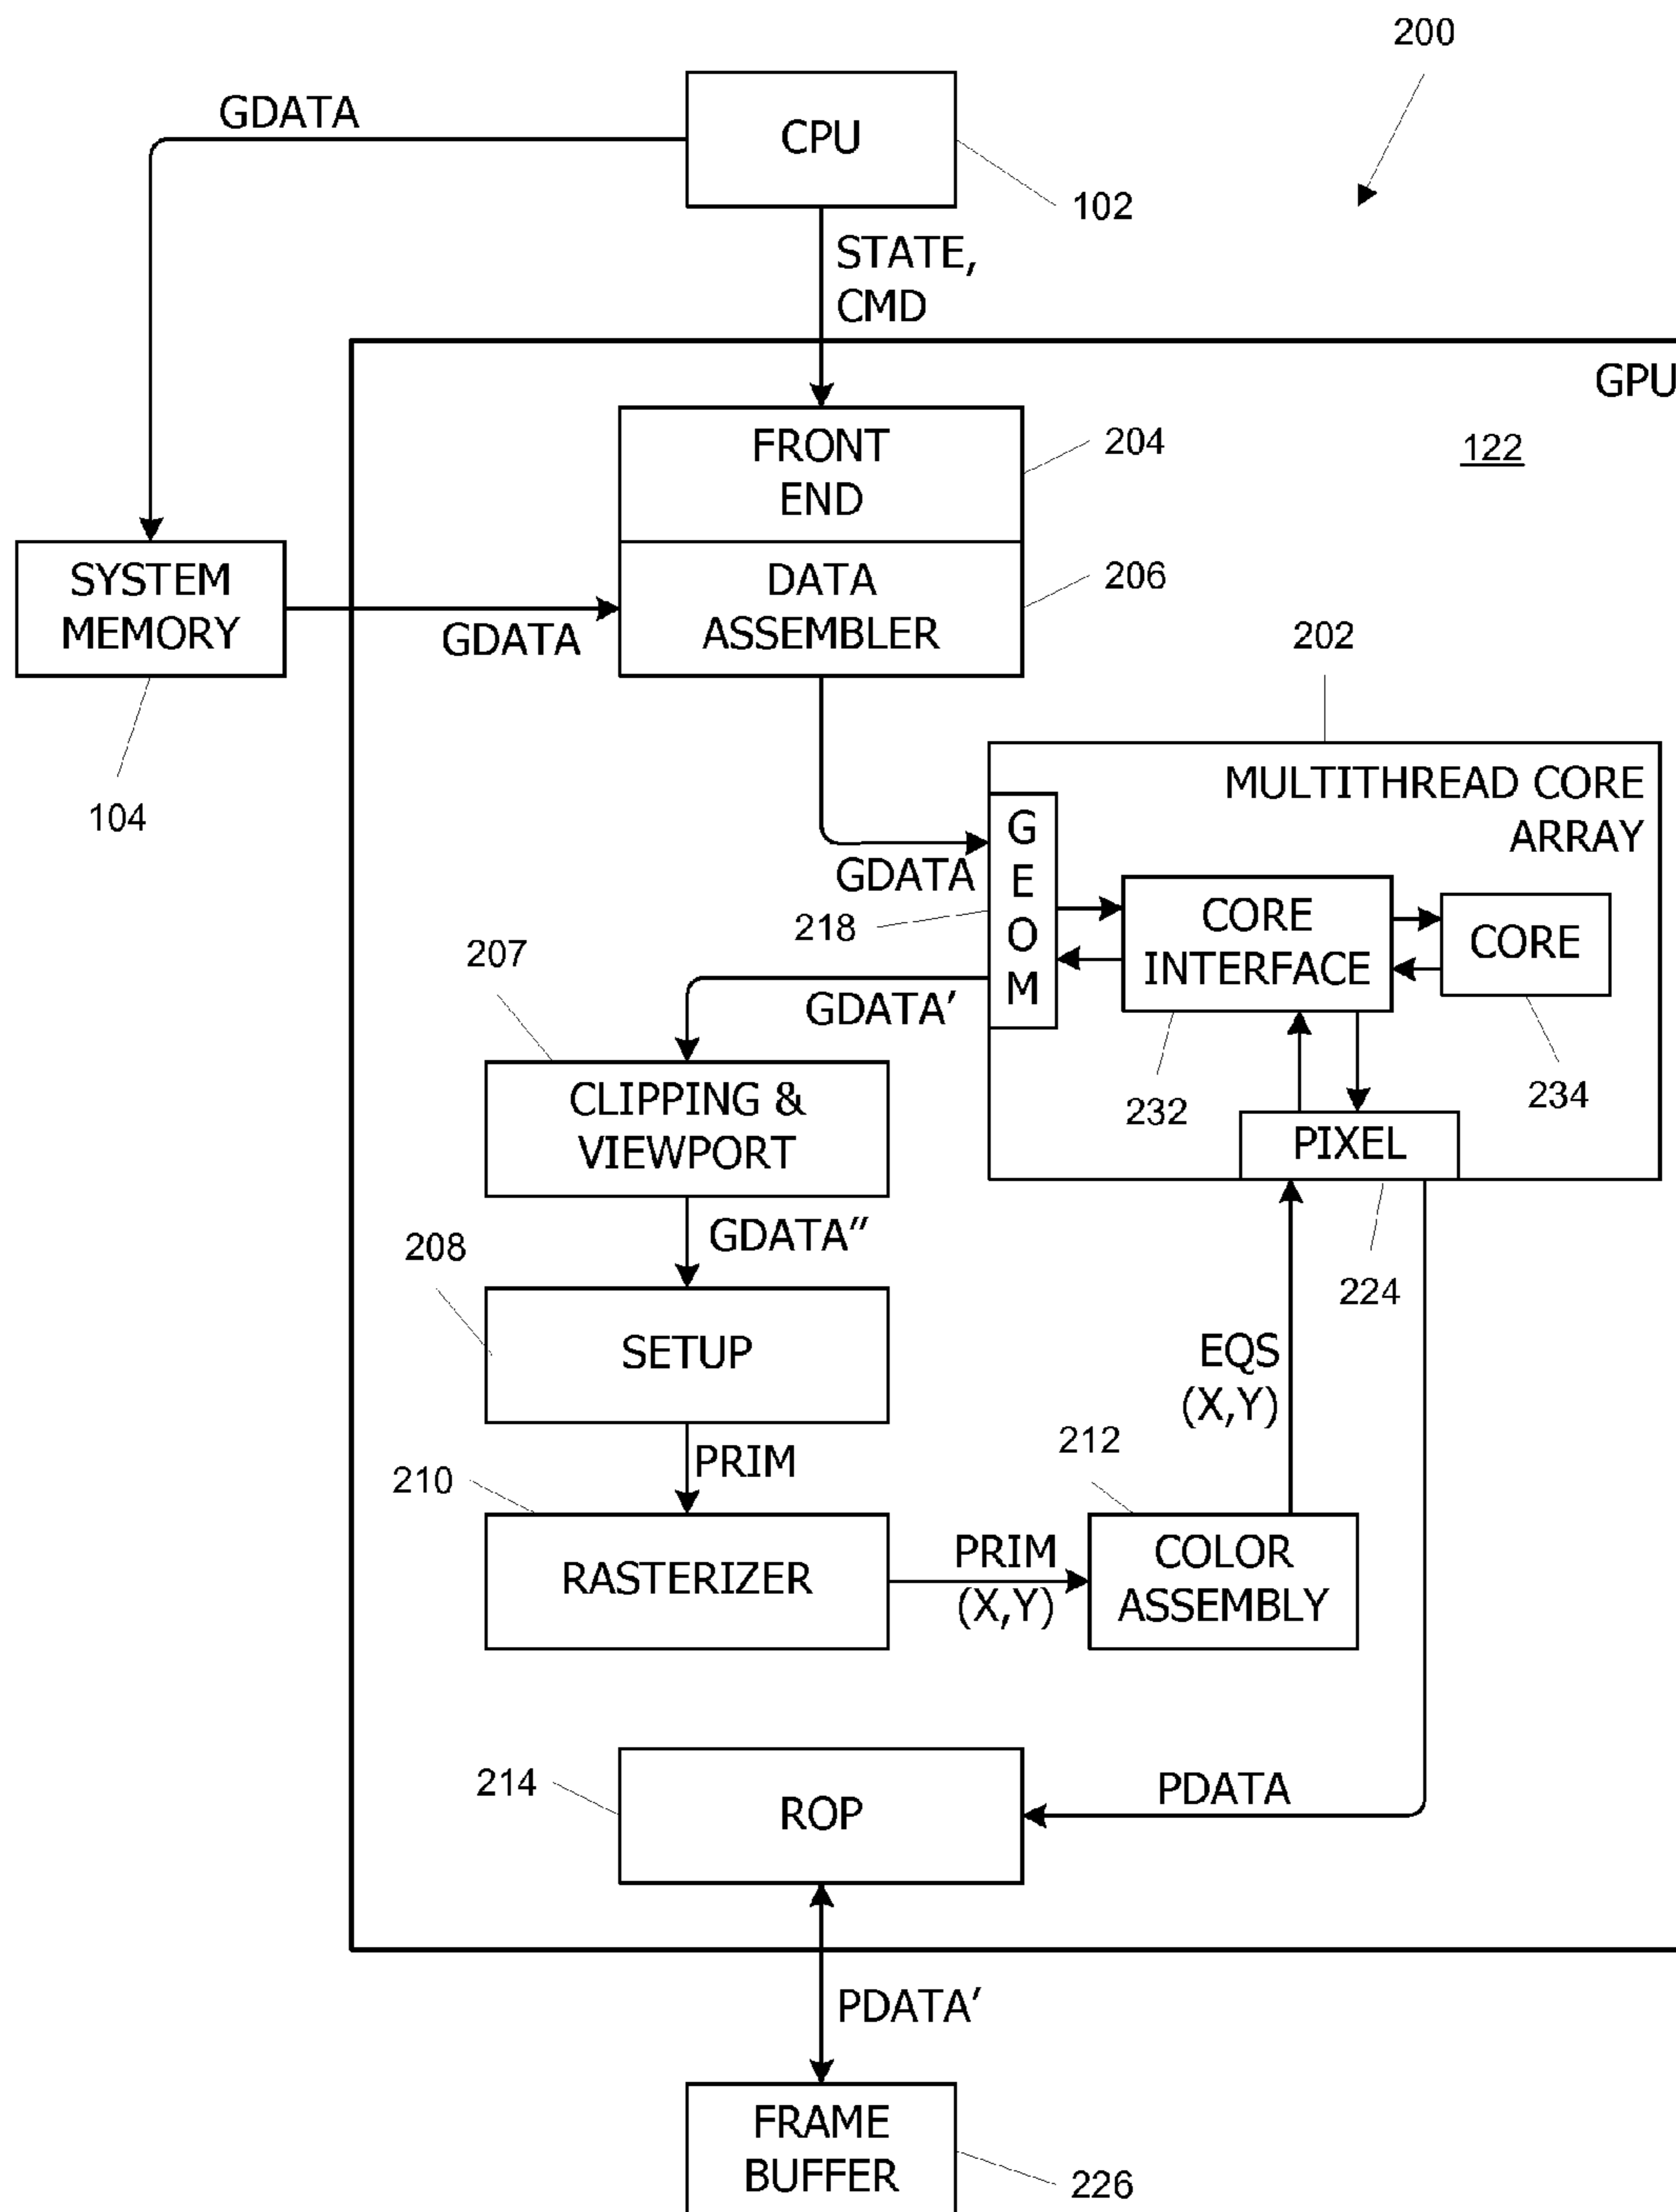 200
GDATA
CPU
102
STATE,
CMD
GPU
122
FRONT
END
204
SYSTEM
MEMORY
GDATA
DATA
ASSEMBLER
206
104
202
MULTITHREAD CORE
ARRAY
GDATA
G
E
O
M
218
CORE
INTERFACE
CORE
207
GDATA′
232
234
CLIPPING &
VIEWPORT
PIXEL
GDATA″
208
224
SETUP
EQS
(X,Y)
PRIM
210
212
RASTERIZER
PRIM
(X,Y)
COLOR
ASSEMBLY
214
ROP
PDATA
PDATA′
FRAME
BUFFER
226